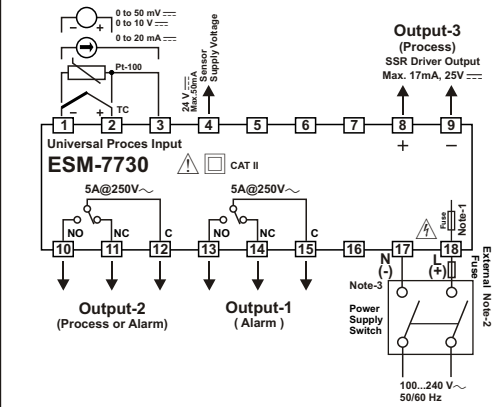 0 to 50 mV
0 to 10 V
0 to 20 mA
Pt-100
TC
24 V
Max.50mA
Sensor
Supply Voltage
Output-3
(Process)
SSR Driver Output
Max. 17mA, 25V
1 2 3 4 5 6 7 8 9
+ −
Universal Proces Input
ESM-7730
CAT II
5A@250V～ 5A@250V～
Fuse
Note-1
NO NC C NO NC C
10 11 12 13 14 15 16 17 18
N
(-)
L
(+)
External Note-2
Fuse
Output-2
(Process or Alarm)
Output-1
( Alarm )
Note-3
Power
Supply
Switch
100...240 V～
50/60 Hz